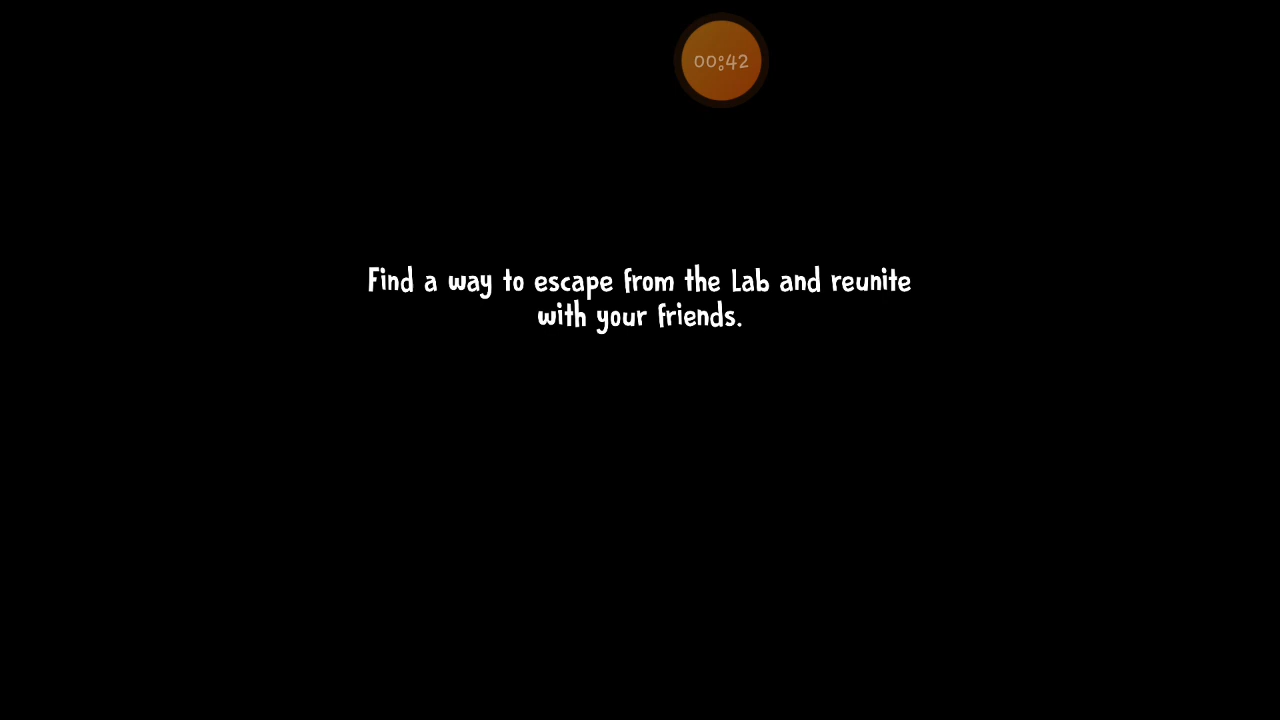 00:42
Find a way to escape from the Lab and reunite
with your friends.